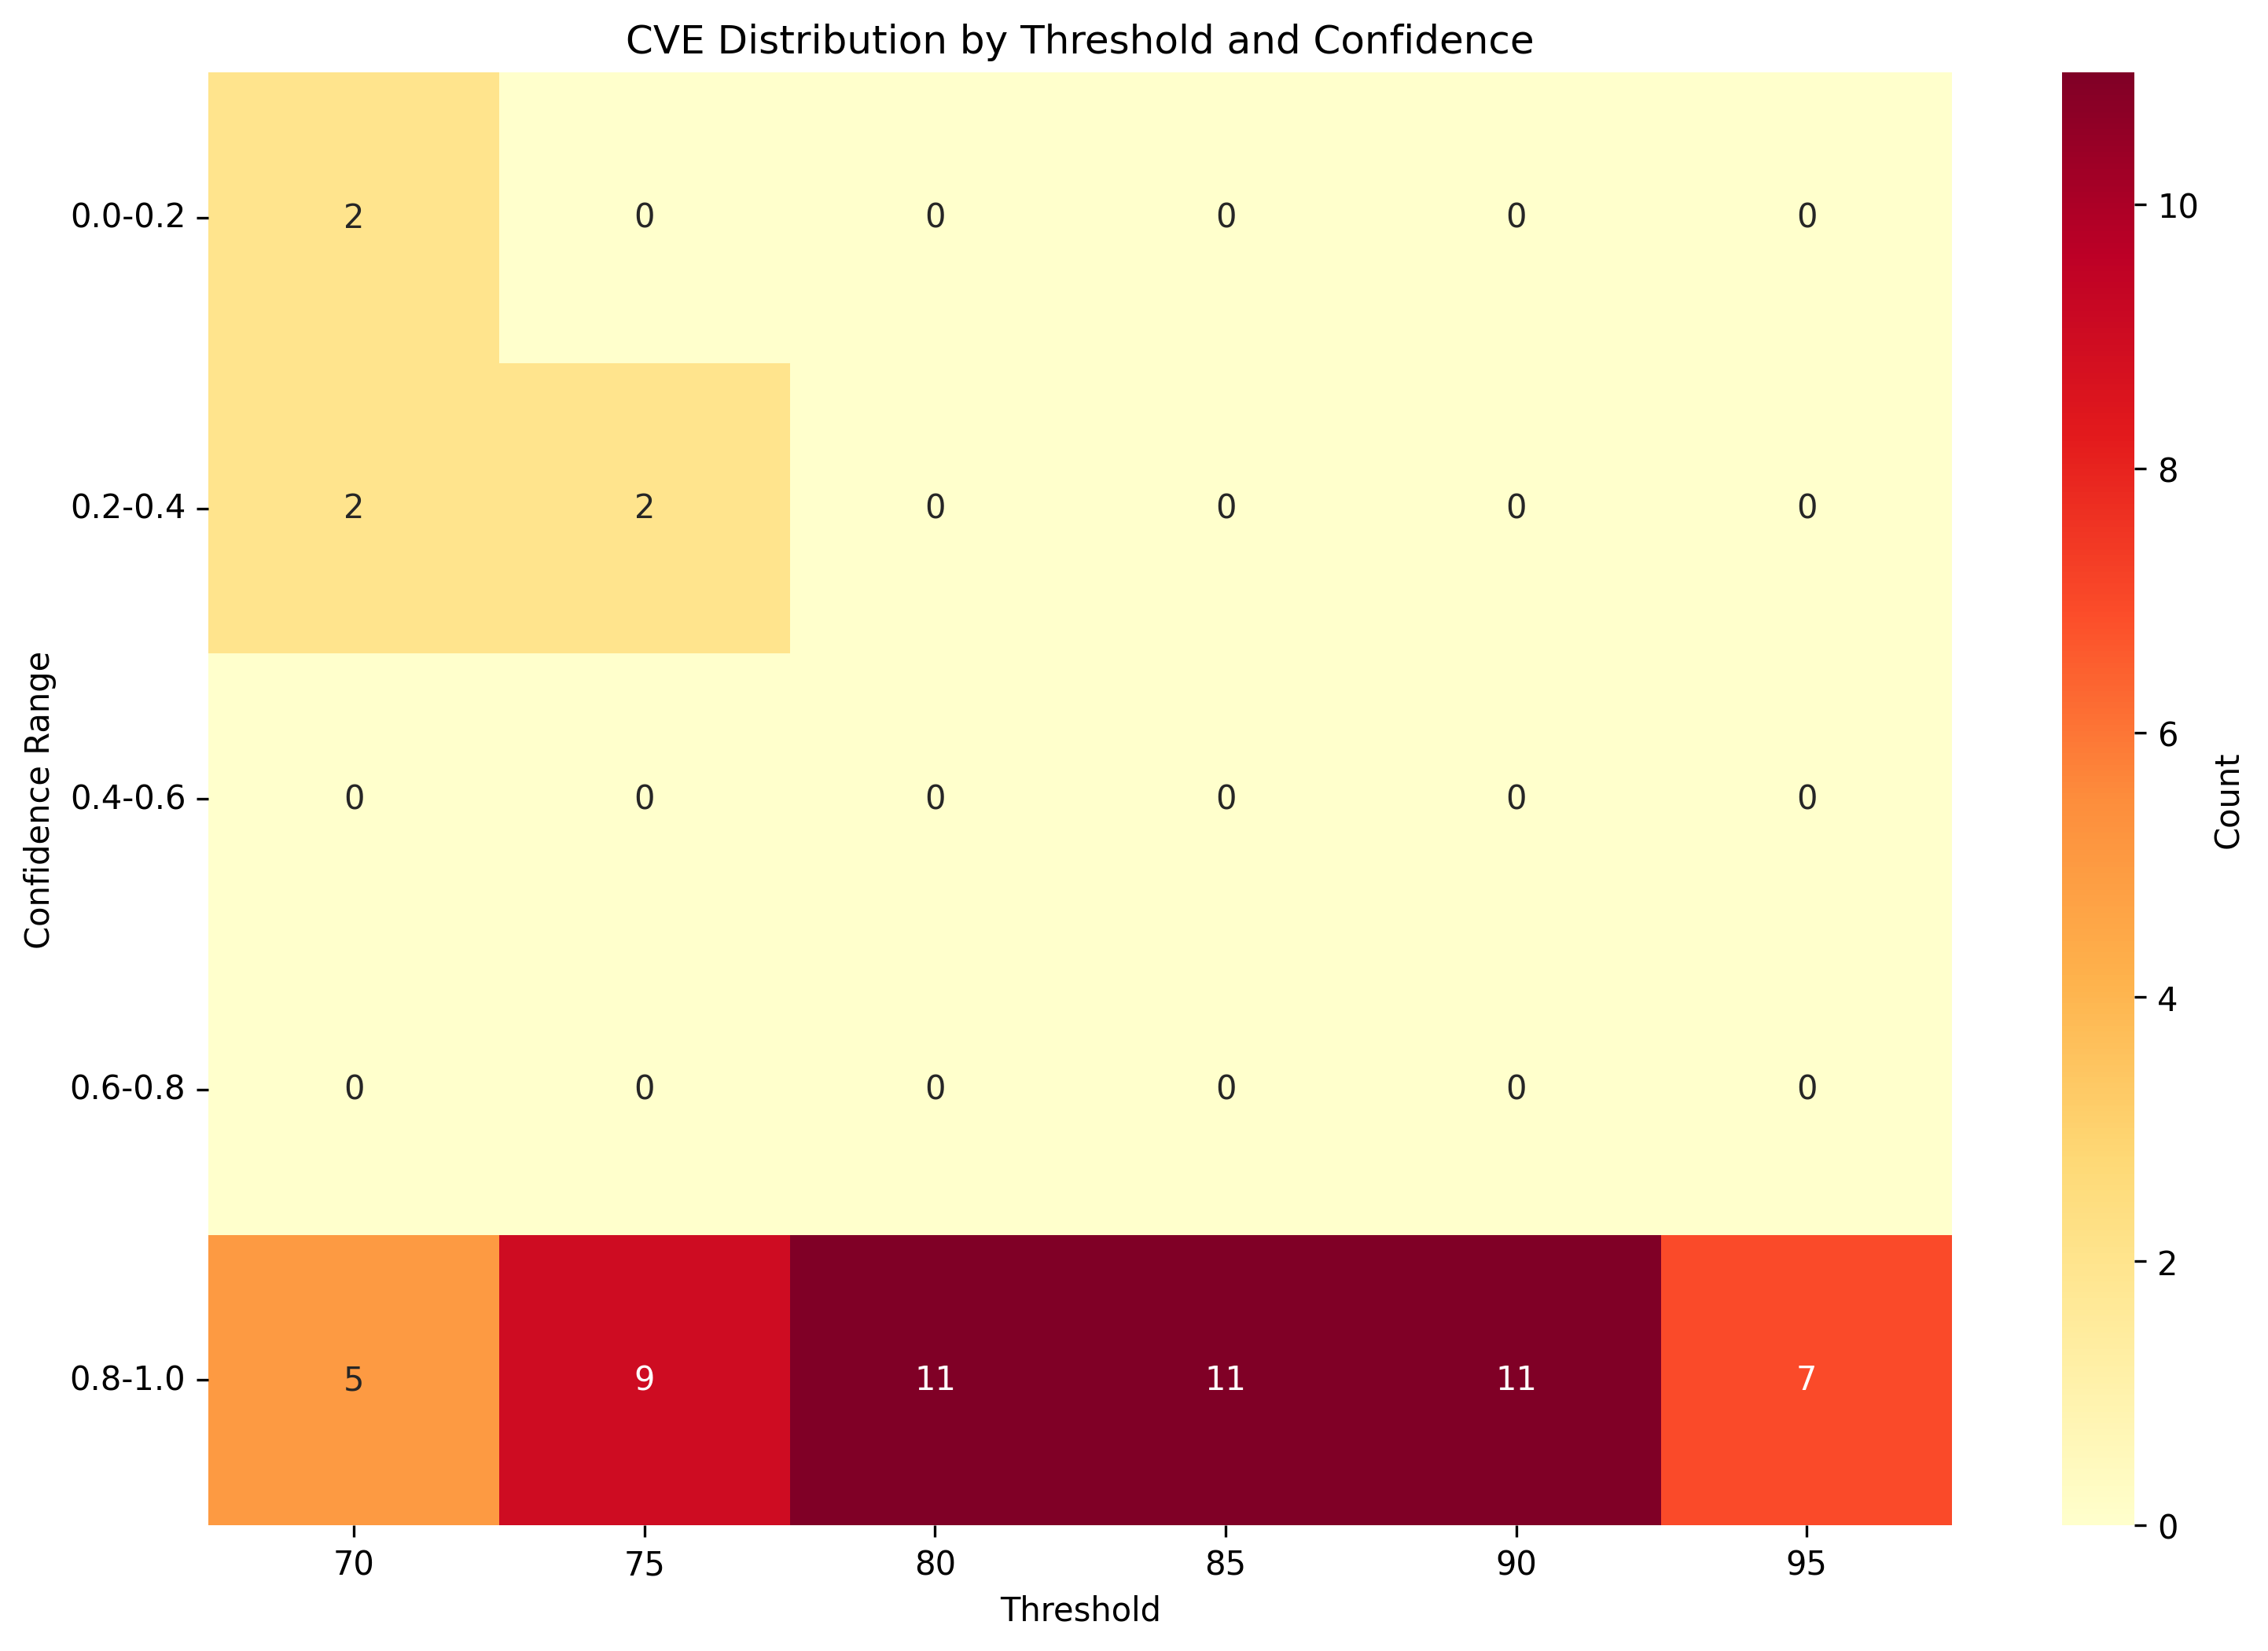 CVE Distribution by Threshold and Confidence
Confidence Range
0.0-0.2 2 0 0 0 0 0
0.2-0.4 2 2 0 0 0 0
0.4-0.6 0 0 0 0 0 0
0.6-0.8 0 0 0 0 0 0
0.8-1.0 5 9 11 11 11 7
70 75 80 85 90 95
Threshold
10
8
6
4
2
0
Count